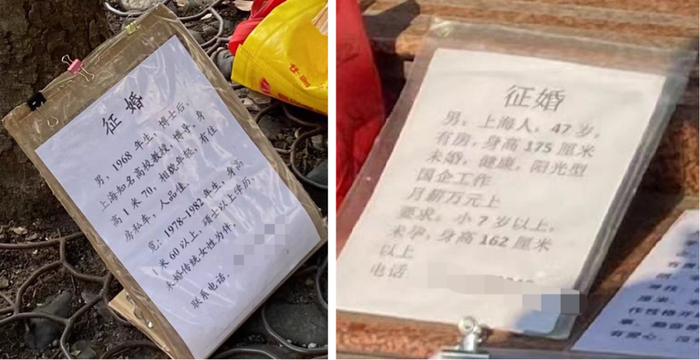 征婚
男，1968年生，博士后，
上海知名高校教授，博导，身
高1米70，相貌年轻，有住
房私车，人品佳。
觅：1978-1982年生，身高
米60以上，硕士以上学历，
未婚传统女性为伴。
联系电话，
征婚
男，上海人，47岁，
有房，身高175厘米
未婚，健康，阳光型
国企工作
月薪万元上
要求：小7岁以上，
未孕，身高162厘米
以上
电话